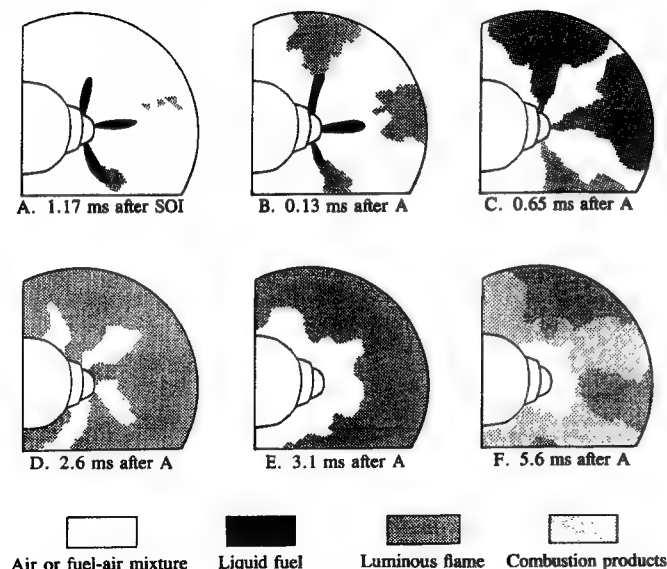 A. 1.17 ms after SOI
B. 0.13 ms after A
C. 0.65 ms after A
D. 2.6 ms after A
E. 3.1 ms after A
F. 5.6 ms after A
Air or fuel-air mixture
Liquid fuel
Luminous flame
Combustion products